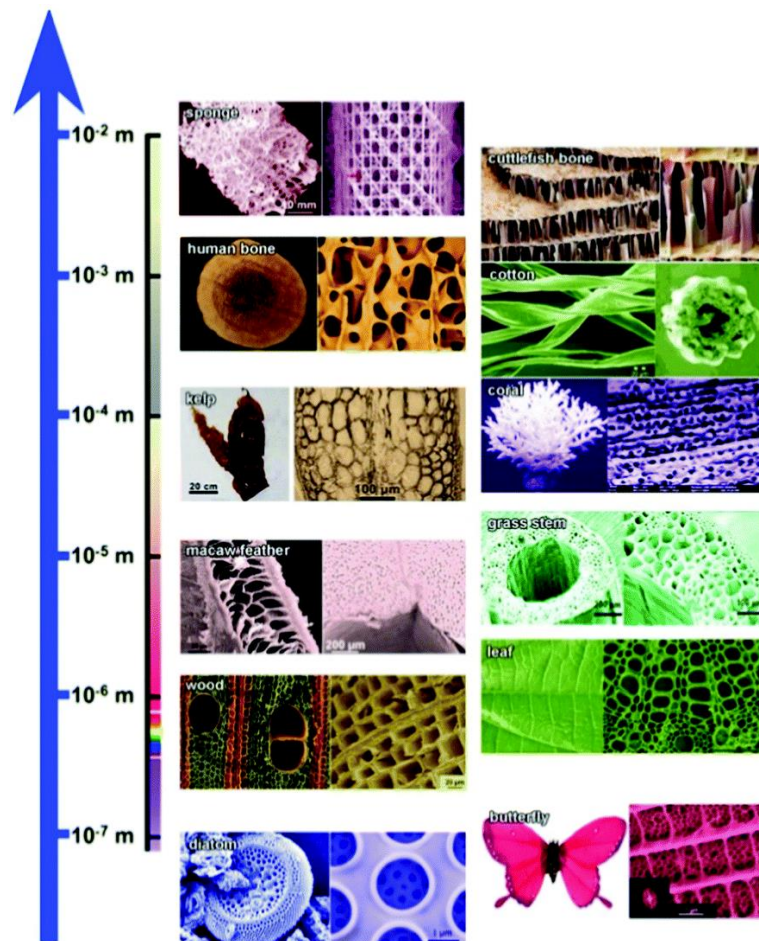 10-2 m
10-3 m
10-4 m
10-5 m
10-6 m
10-7 m
sponge
human bone
kelp
20 cm
100 µm
macaw feather
200 µm
wood
20 µm
diatom
1 µm
cuttlefish bone
cotton
coral
grass stem
leaf
butterfly